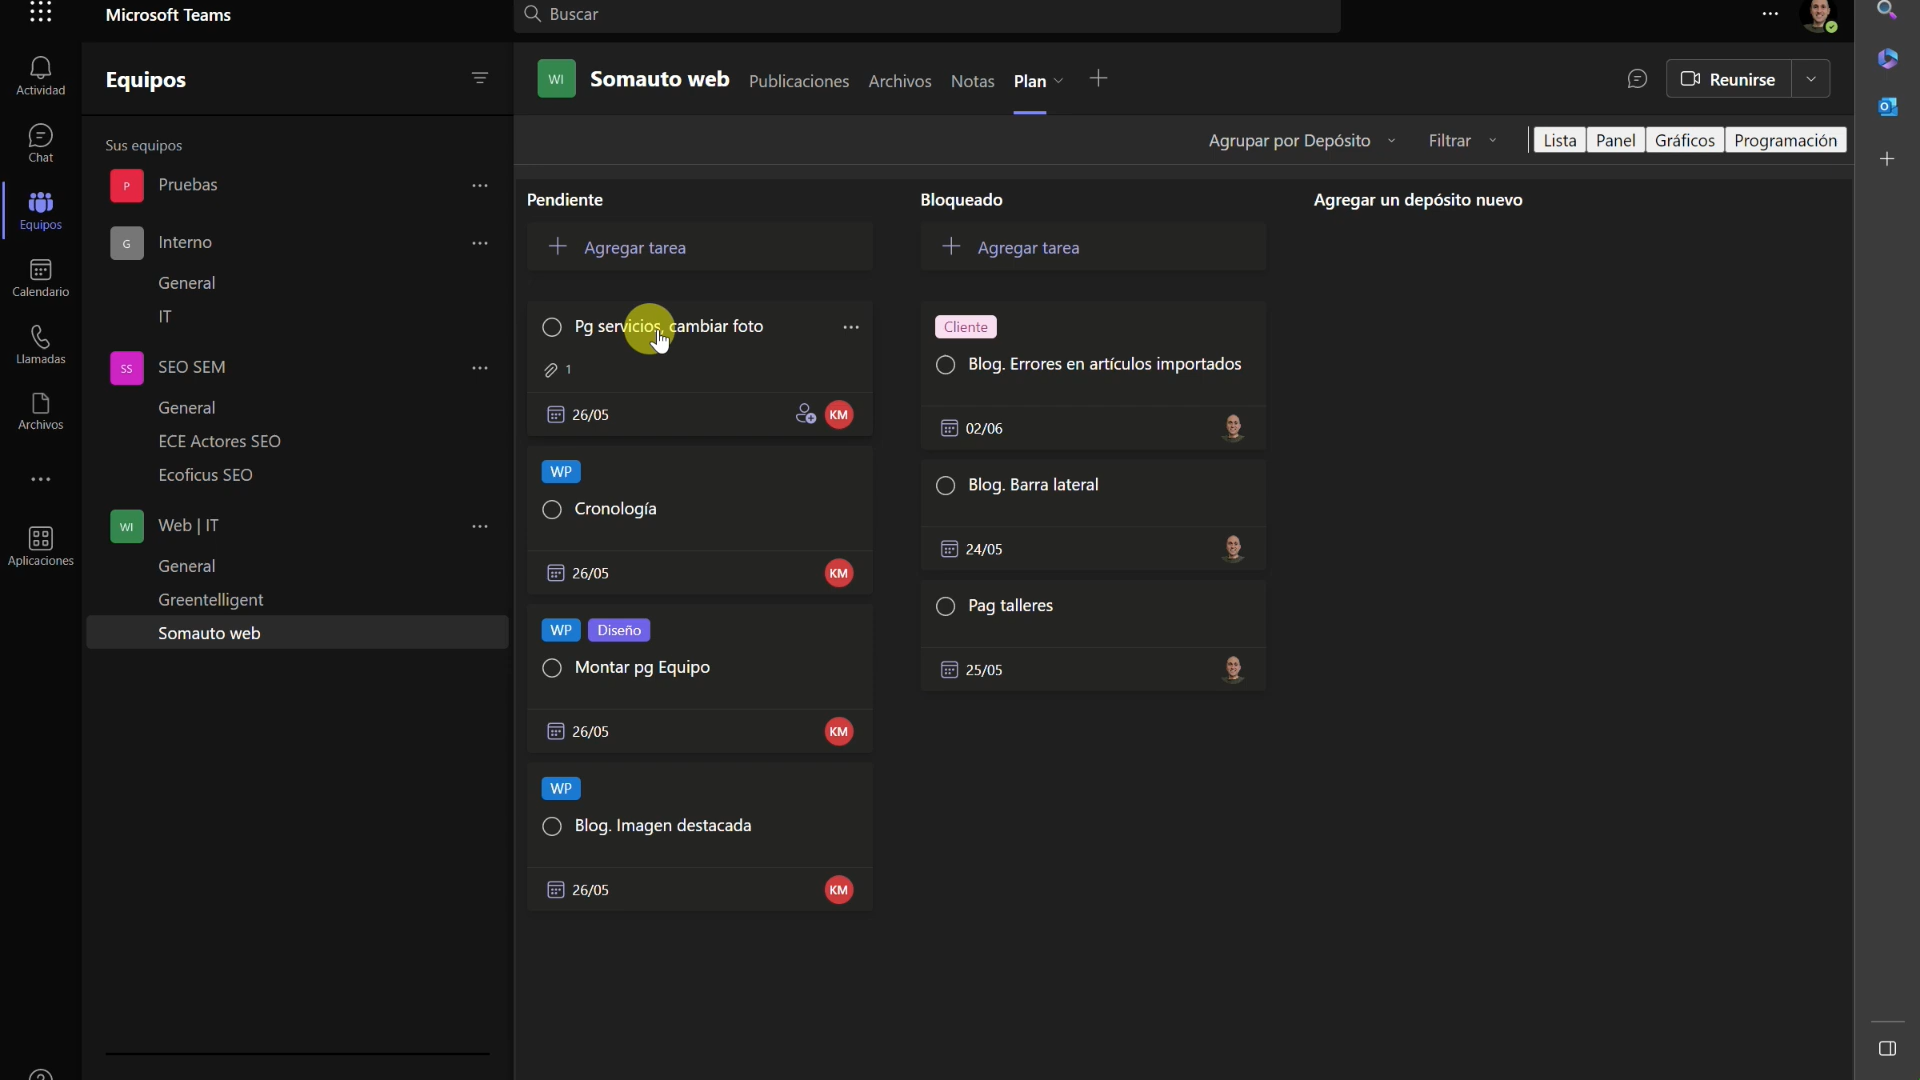 Microsoft Teams
Buscar
Actividad
Chat
Equipos
Calendario
Llamadas
Archivos
Aplicaciones
Equipos
Sus equipos
P Pruebas
G Interno
General
IT
SS SEO SEM
General
ECE Actores SEO
Ecoficus SEO
WI Web | IT
General
Greentelligent
Somauto web
WI Somauto web Publicaciones Archivos Notas Plan
Reunirse
Agrupar por Depósito Filtrar Lista Panel Gráficos Programación
Pendiente
Agregar tarea
Pg servicios, cambiar foto
1
26/05 KM
WP
Cronología
26/05 KM
WP Diseño
Montar pg Equipo
26/05 KM
WP
Blog. Imagen destacada
26/05 KM
Bloqueado
Agregar tarea
Cliente
Blog. Errores en artículos importados
02/06
Blog. Barra lateral
24/05
Pag talleres
25/05
Agregar un depósito nuevo